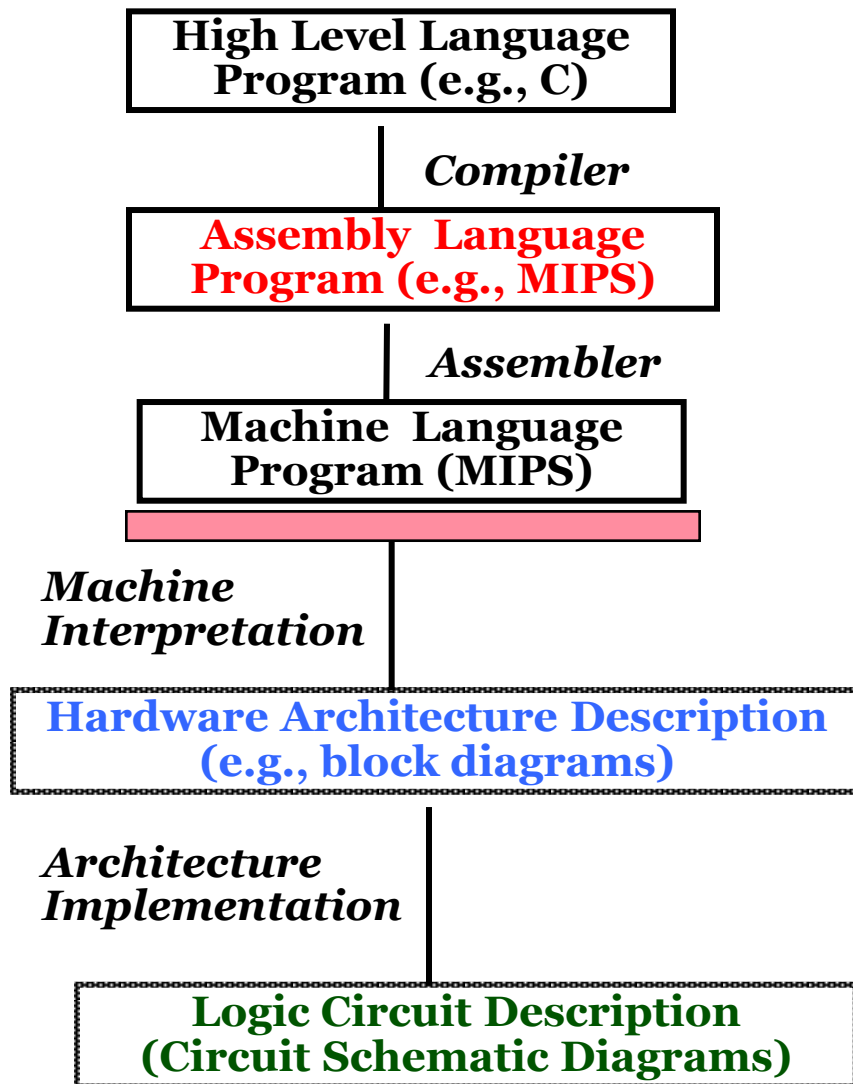 High Level Language
Program (e.g., C)
Compiler
Assembly Language
Program (e.g., MIPS)
Assembler
Machine Language
Program (MIPS)
Machine
Interpretation
Hardware Architecture Description
(e.g., block diagrams)
Architecture
Implementation
Logic Circuit Description
(Circuit Schematic Diagrams)